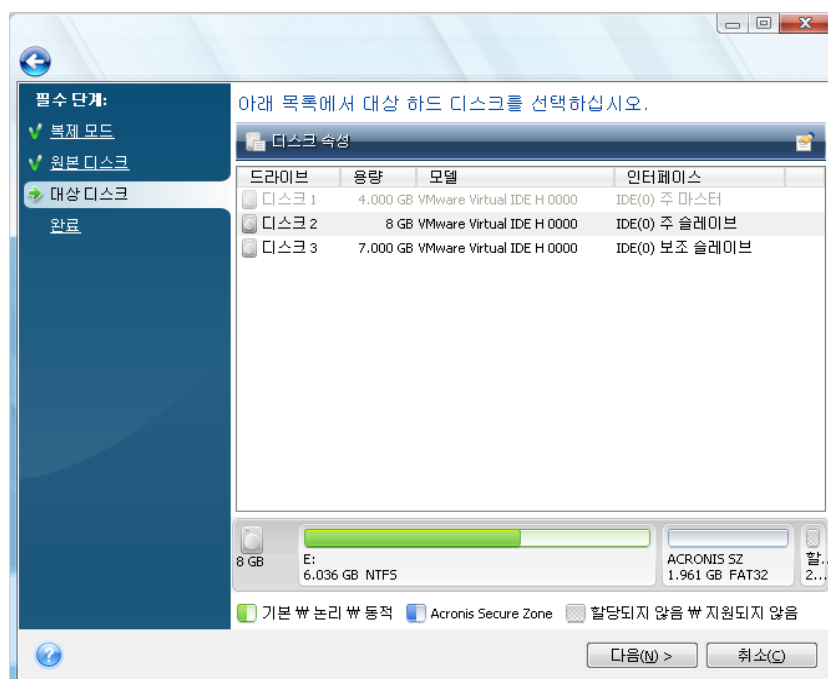 필수 단계:
복제 모드
원본 디스크
대상 디스크
완료
아래 목록에서 대상 하드 디스크를 선택하십시오.
디스크 속성
드라이브 용량 모델 인터페이스
디스크 1 4.000 GB VMware Virtual IDE H 0000 IDE(0) 주 마스터
디스크 2 8 GB VMware Virtual IDE H 0000 IDE(0) 주 슬레이브
디스크 3 7.000 GB VMware Virtual IDE H 0000 IDE(0) 보조 슬레이브
8 GB
E:
6.036 GB NTFS
ACRONIS SZ
1.961 GB FAT32
할...
2...
기본 ₩ 논리 ₩ 동적 Acronis Secure Zone 할당되지 않음 ₩ 지원되지 않음
다음(N) > 취소(C)